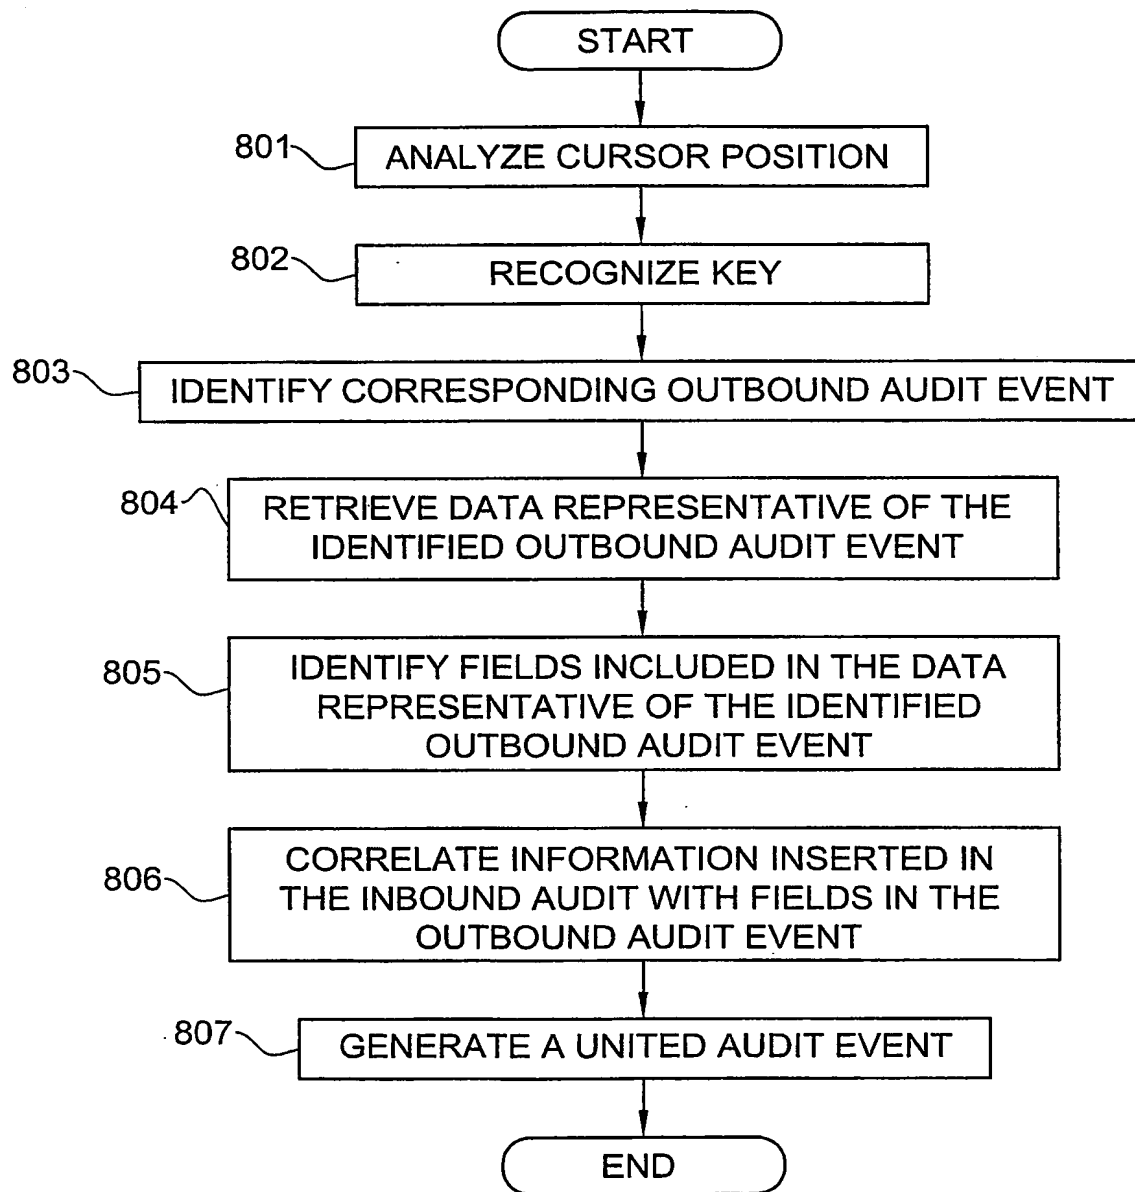 START
801
ANALYZE CURSOR POSITION
802
RECOGNIZE KEY
803
IDENTIFY CORRESPONDING OUTBOUND AUDIT EVENT
804
RETRIEVE DATA REPRESENTATIVE OF THE
IDENTIFIED OUTBOUND AUDIT EVENT
805
IDENTIFY FIELDS INCLUDED IN THE DATA
REPRESENTATIVE OF THE IDENTIFIED
OUTBOUND AUDIT EVENT
806
CORRELATE INFORMATION INSERTED IN
THE INBOUND AUDIT WITH FIELDS IN THE
OUTBOUND AUDIT EVENT
807
GENERATE A UNITED AUDIT EVENT
END